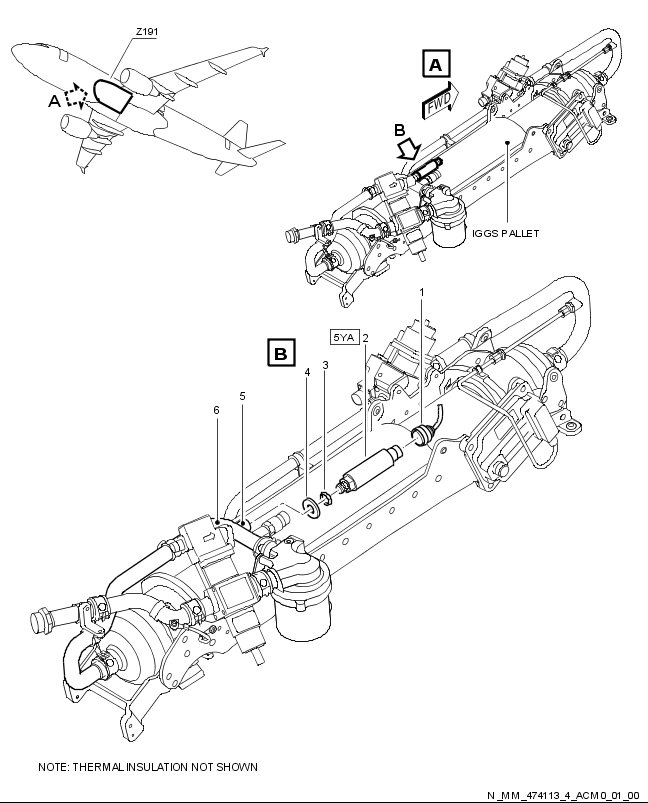 Z191
A
A
FWD
B
IGGS PALLET
B
1
5YA
2
3
4
5
6
NOTE: THERMAL INSULATION NOT SHOWN
N_MM_474113_4_ACM0_01_00